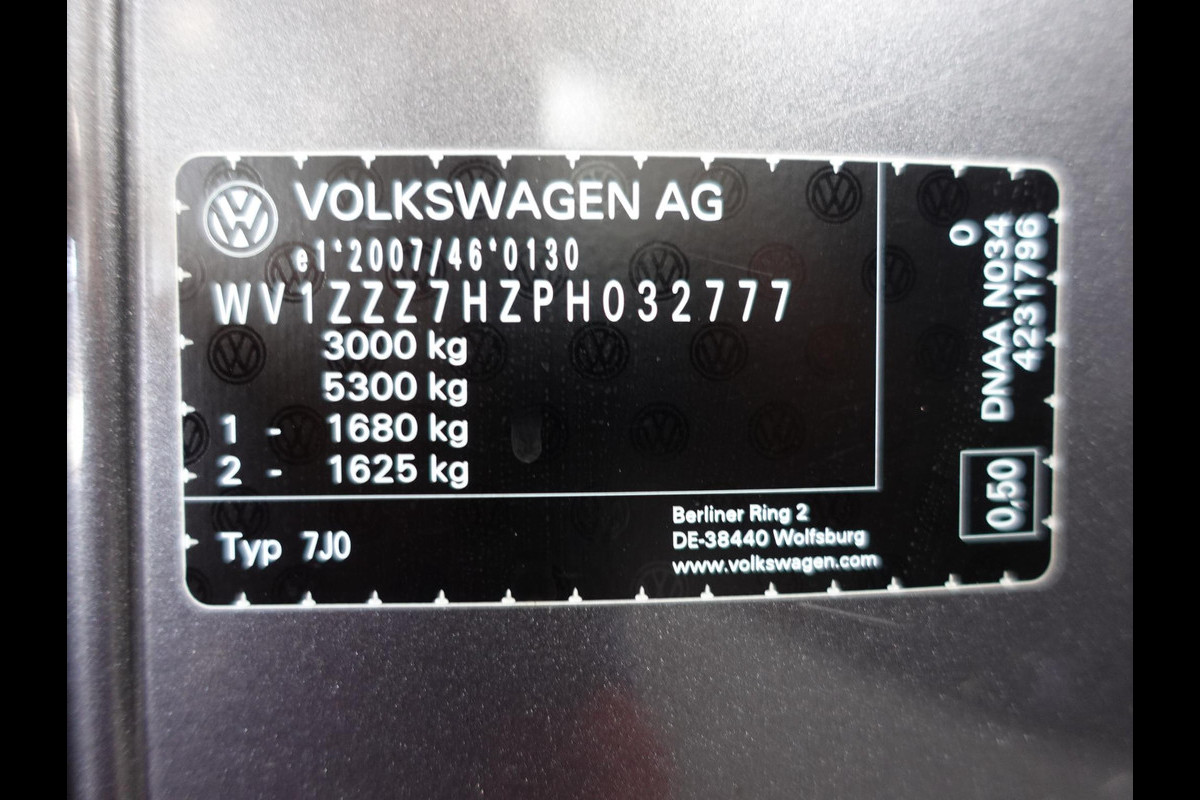 VOLKSWAGEN AG
e1*2007/46*0130
WV1ZZZ7HZPH032777
3000 kg
5300 kg
1 - 1680 kg
2 - 1625 kg
Typ 7J0
Berliner Ring 2
DE-38440 Wolfsburg
www.volkswagen.com
0
DNAA N034
4231796
0,50